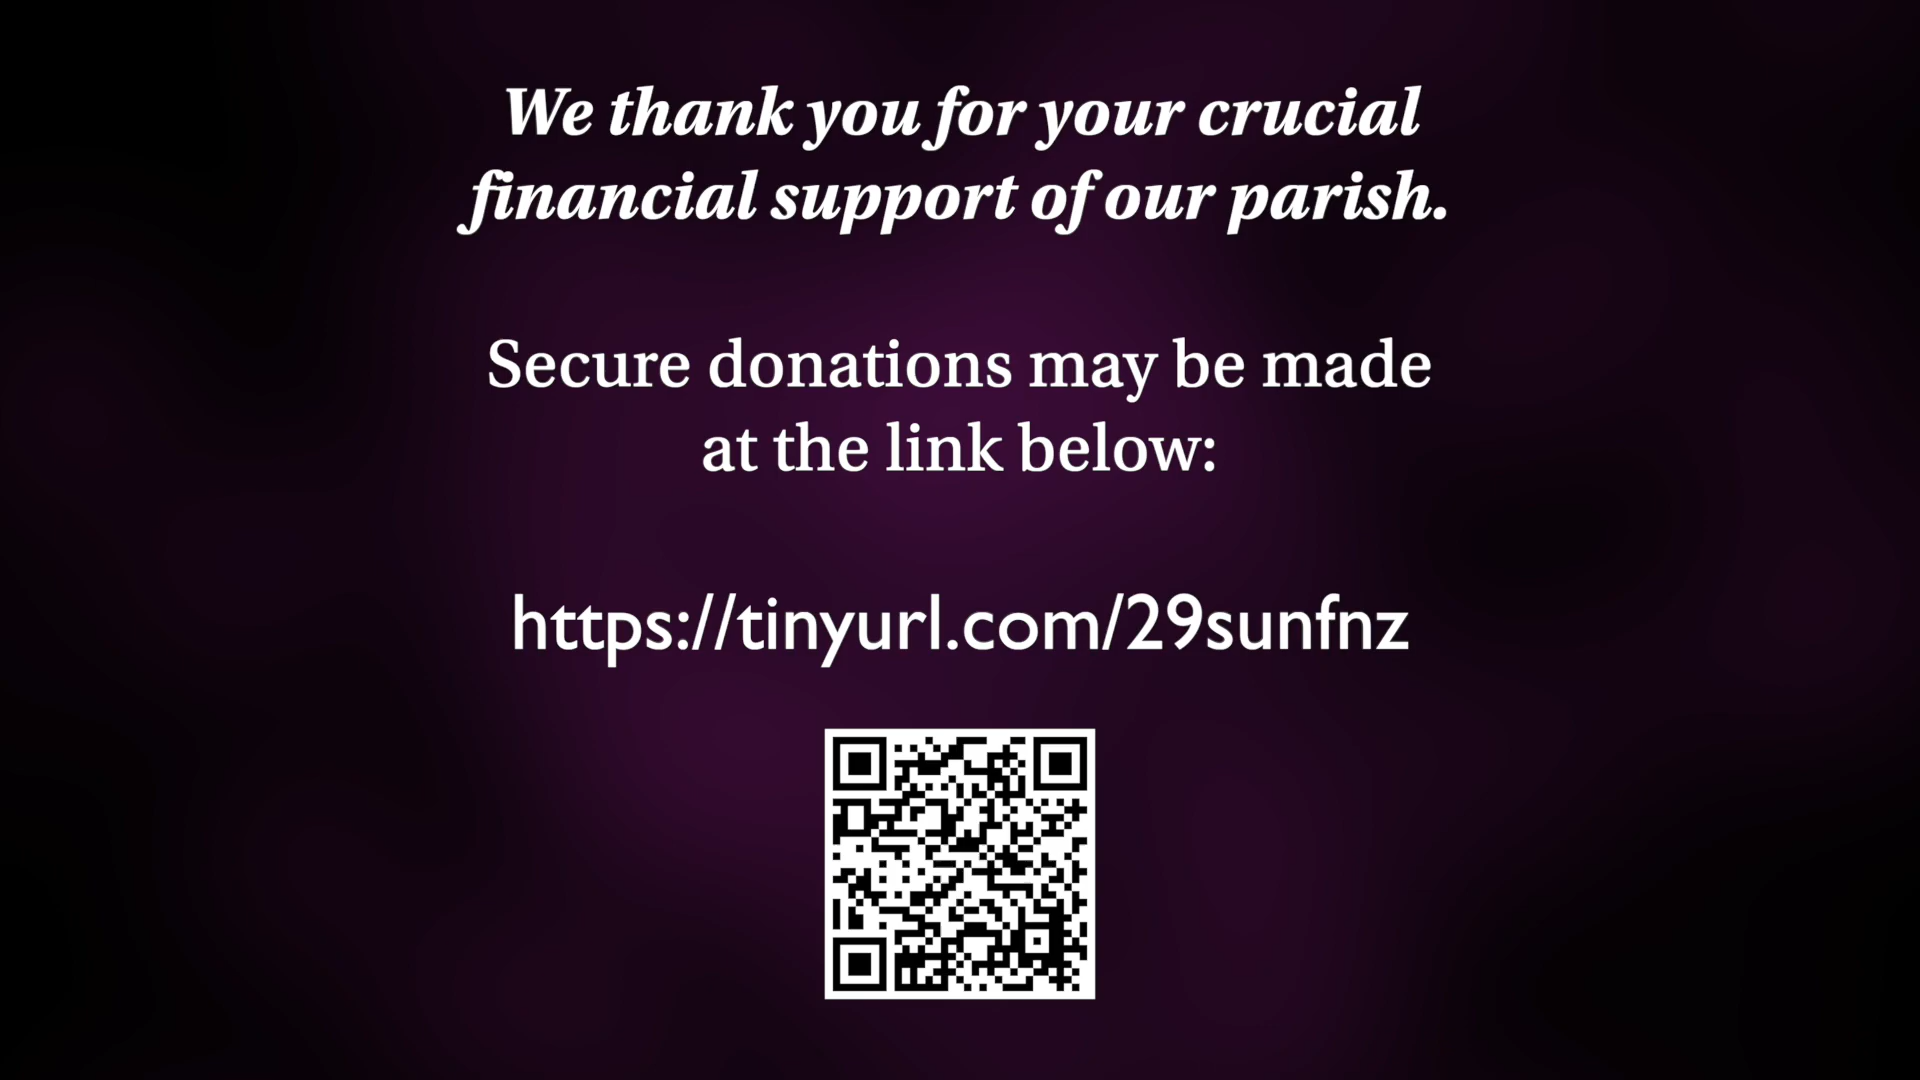 We thank you for your crucial
financial support of our parish.
Secure donations may be made
at the link below:
https://tinyurl.com/29sunfnz